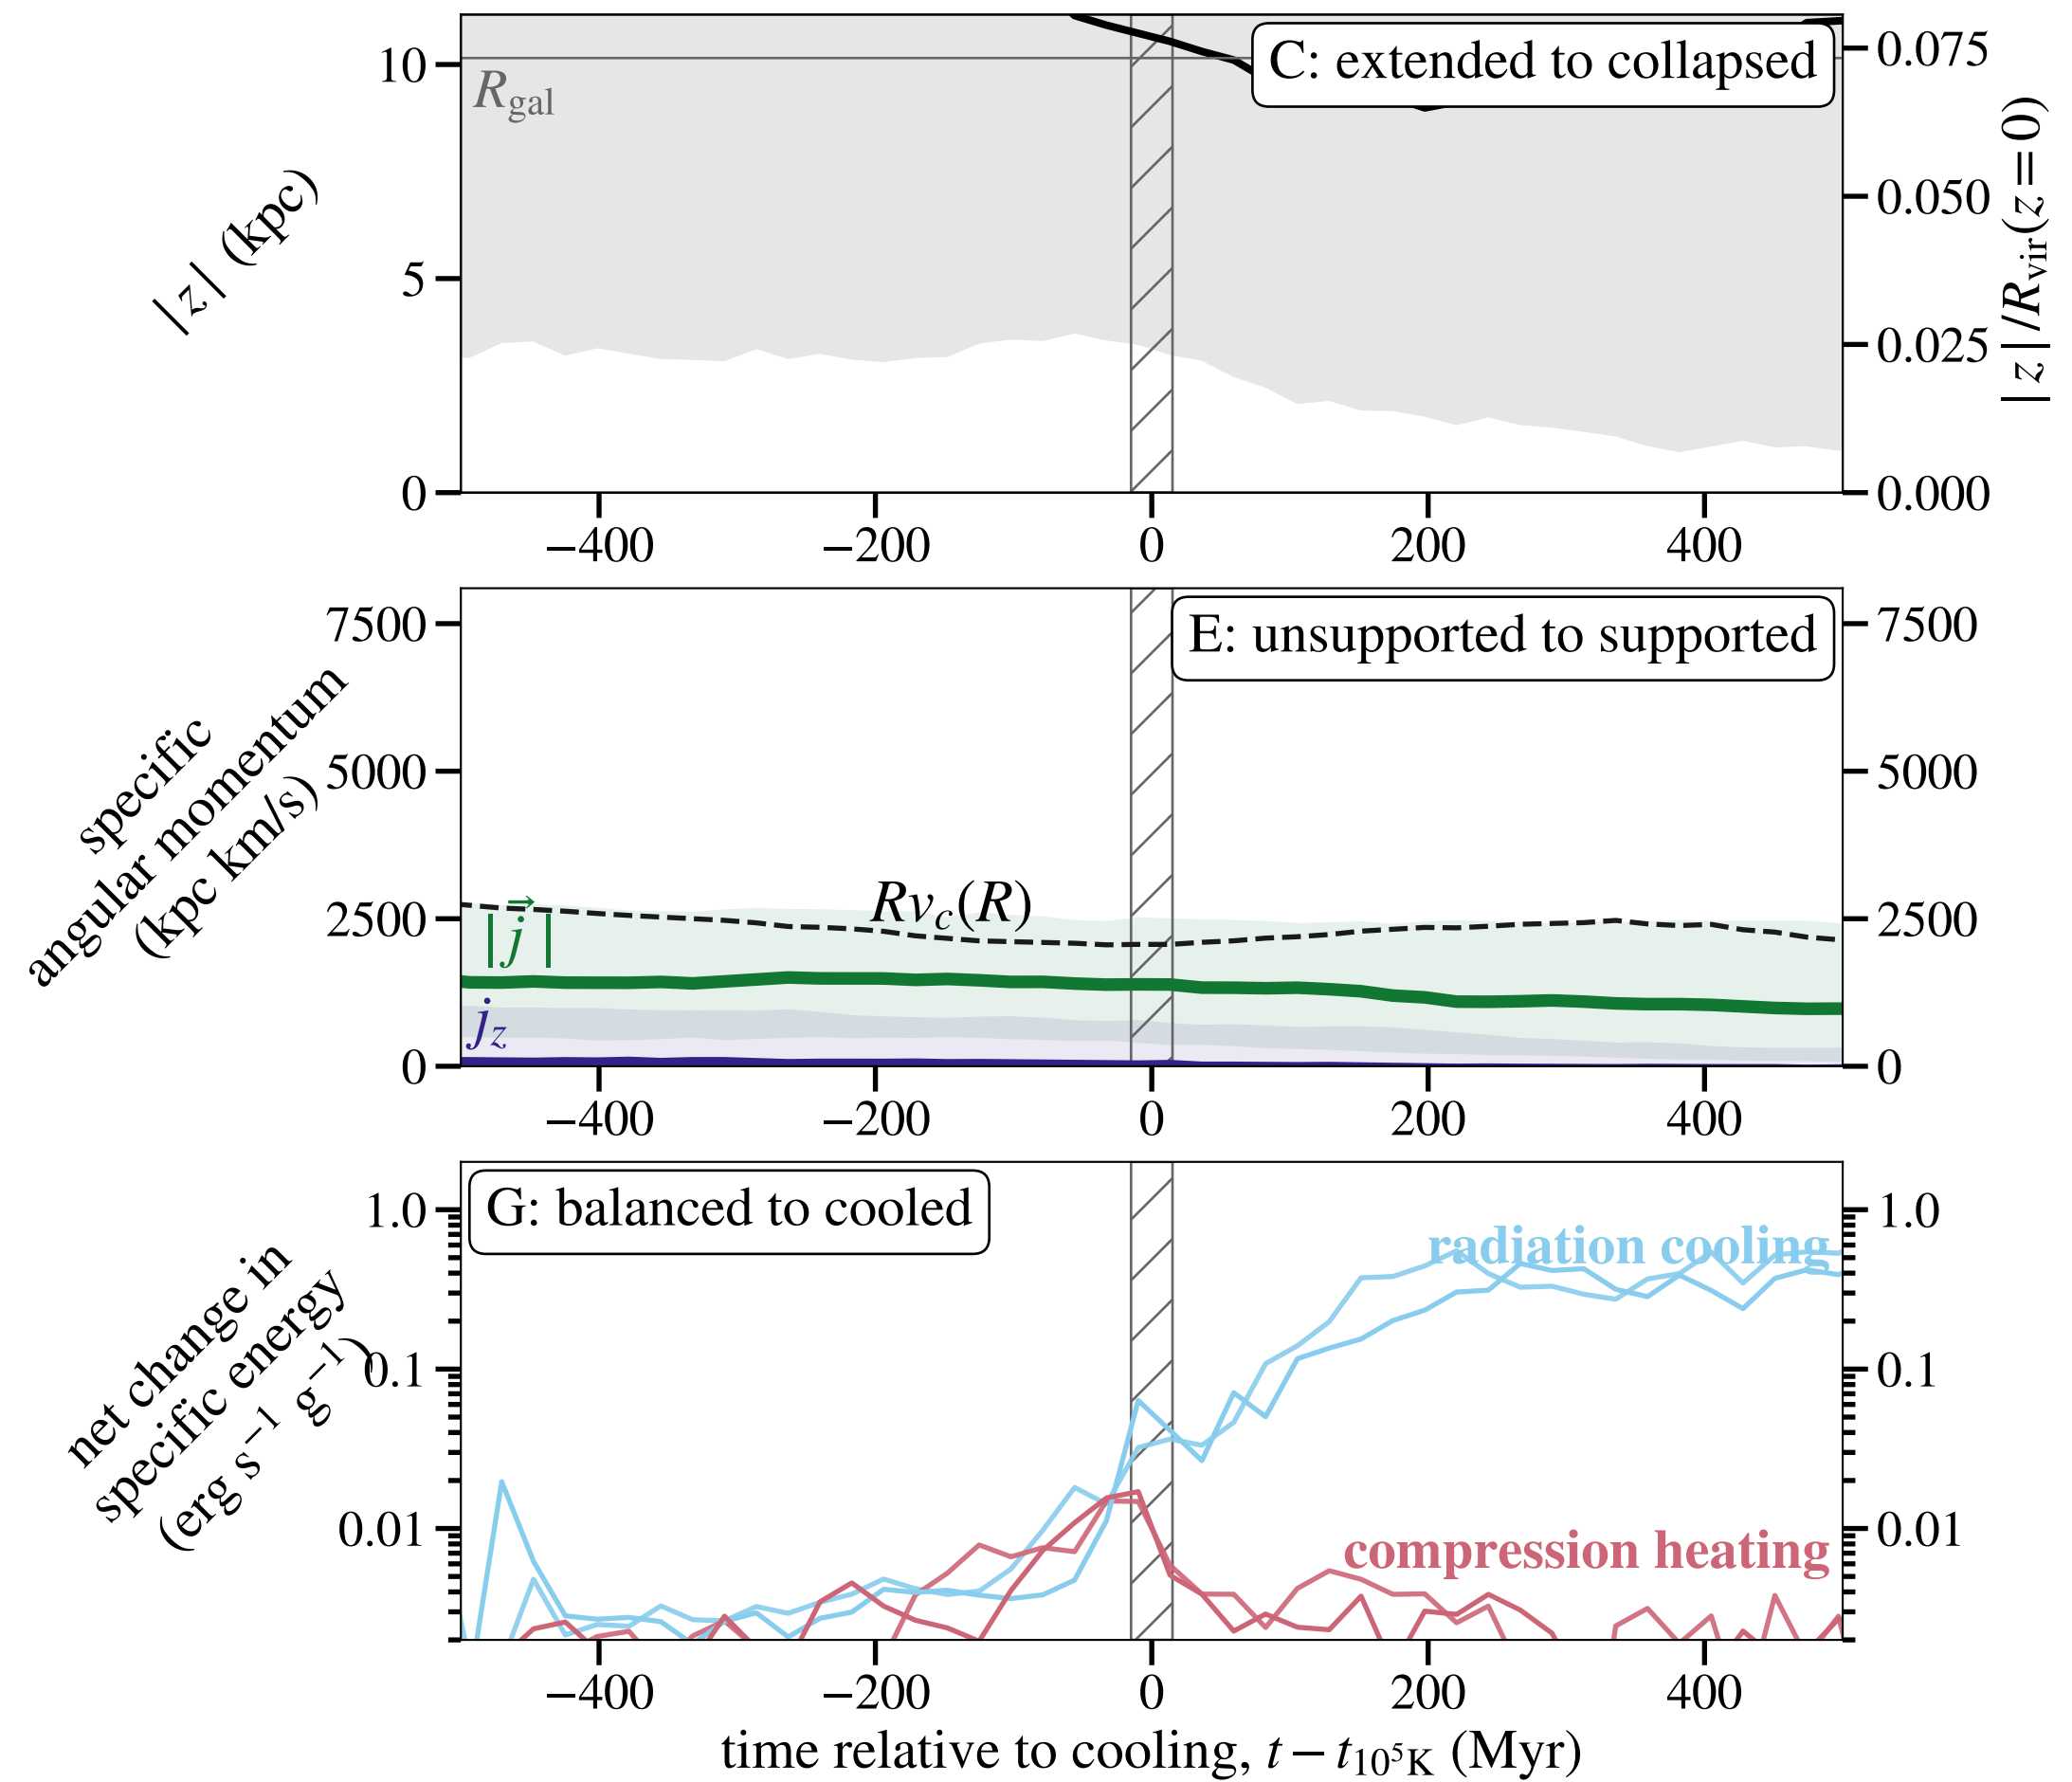 10
5
0
|z| (kpc)
R_gal
C: extended to collapsed
0.075
0.050
0.025
0.000
|z|/R_vir(z=0)
−400 −200 0 200 400
7500
5000
2500
0
specific
angular momentum
(kpc km/s)
E: unsupported to supported
Rv_c(R)
|j⃗|
j_z
7500
5000
2500
0
−400 −200 0 200 400
1.0
0.1
0.01
net change in
specific energy
(erg s⁻¹ g⁻¹)
G: balanced to cooled
radiation cooling
compression heating
1.0
0.1
0.01
−400 −200 0 200 400
time relative to cooling, t − t_10⁵K (Myr)